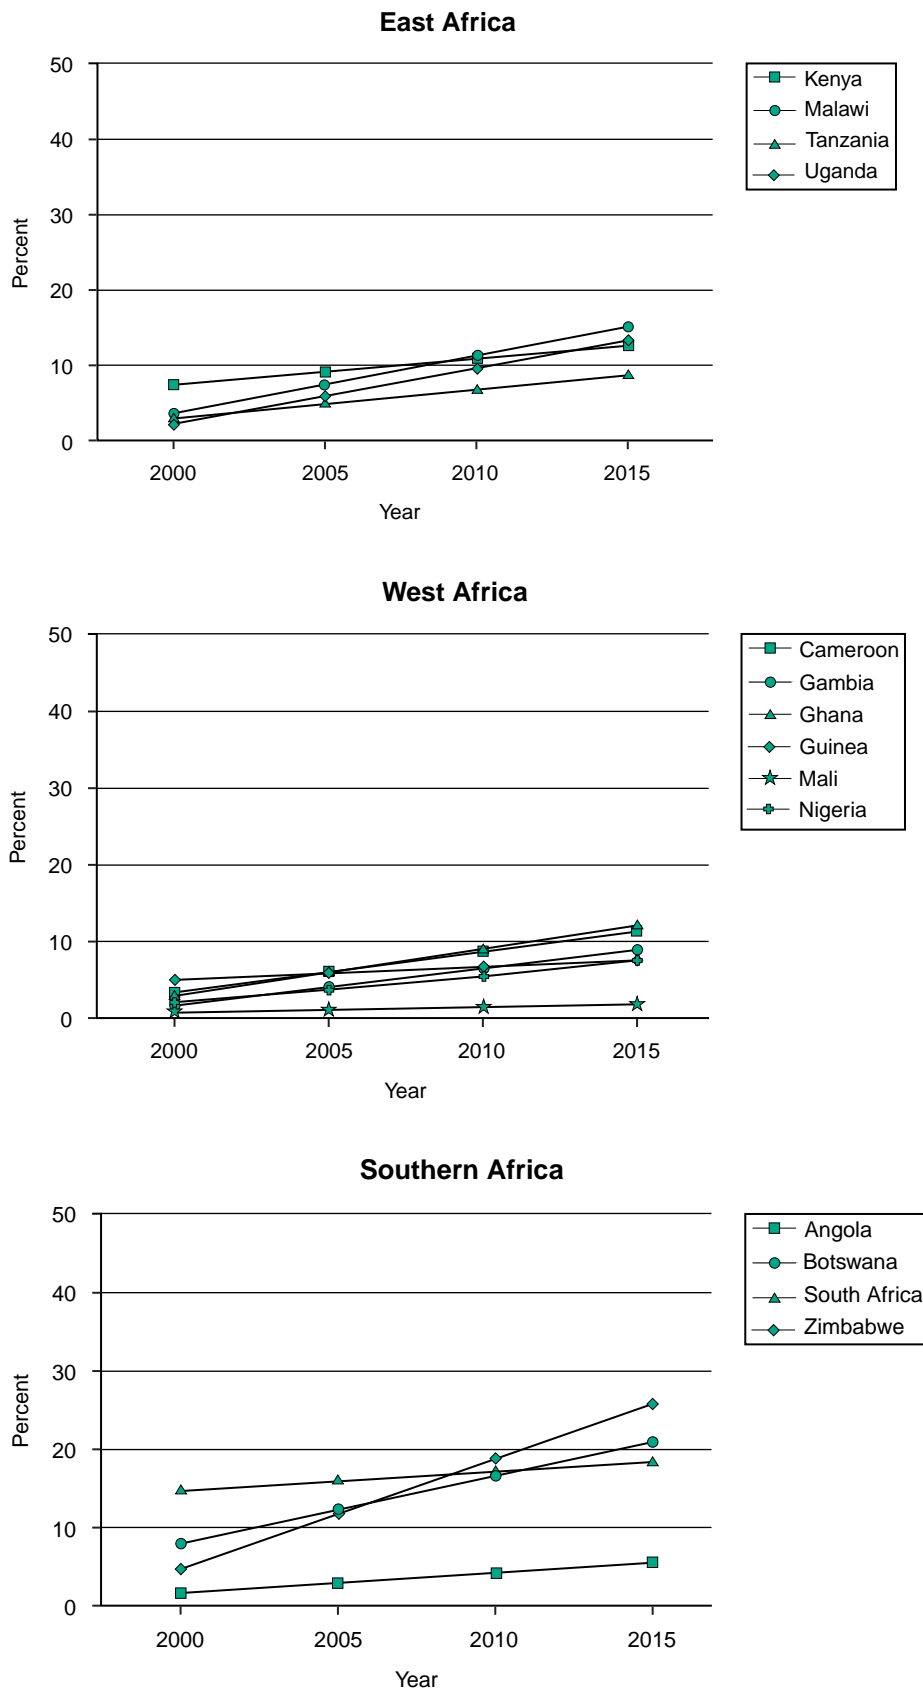 East Africa
50
40
30
20
10
0
Percent
2000 2005 2010 2015
Year
Kenya
Malawi
Tanzania
Uganda
West Africa
50
40
30
20
10
0
Percent
2000 2005 2010 2015
Year
Cameroon
Gambia
Ghana
Guinea
Mali
Nigeria
Southern Africa
50
40
30
20
10
0
Percent
2000 2005 2010 2015
Year
Angola
Botswana
South Africa
Zimbabwe